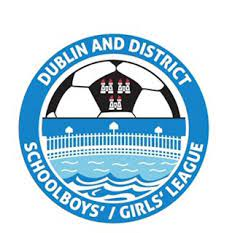 DUBLIN AND DISTRICT
SCHOOLBOYS' / GIRLS' LEAGUE